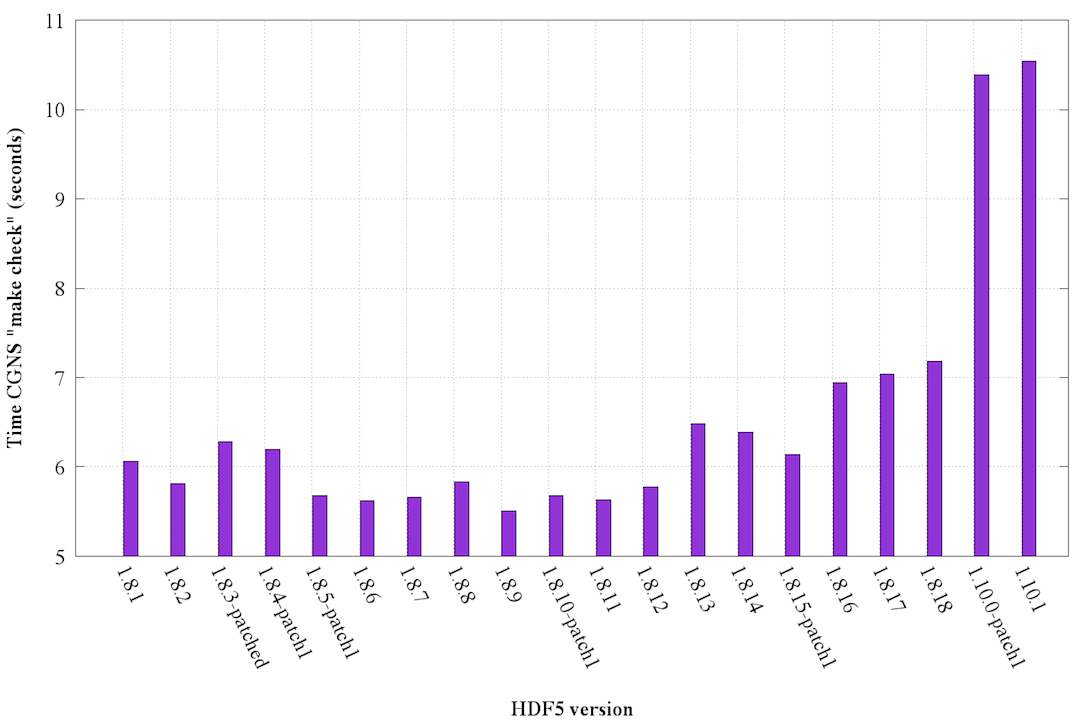 11
10
9
8
7
6
5
Time CGNS "make check" (seconds)
1.8.1
1.8.2
1.8.3-patched
1.8.4-patch1
1.8.5-patch1
1.8.6
1.8.7
1.8.8
1.8.9
1.8.10-patch1
1.8.11
1.8.12
1.8.13
1.8.14
1.8.15-patch1
1.8.16
1.8.17
1.8.18
1.10.0-patch1
1.10.1
HDF5 version